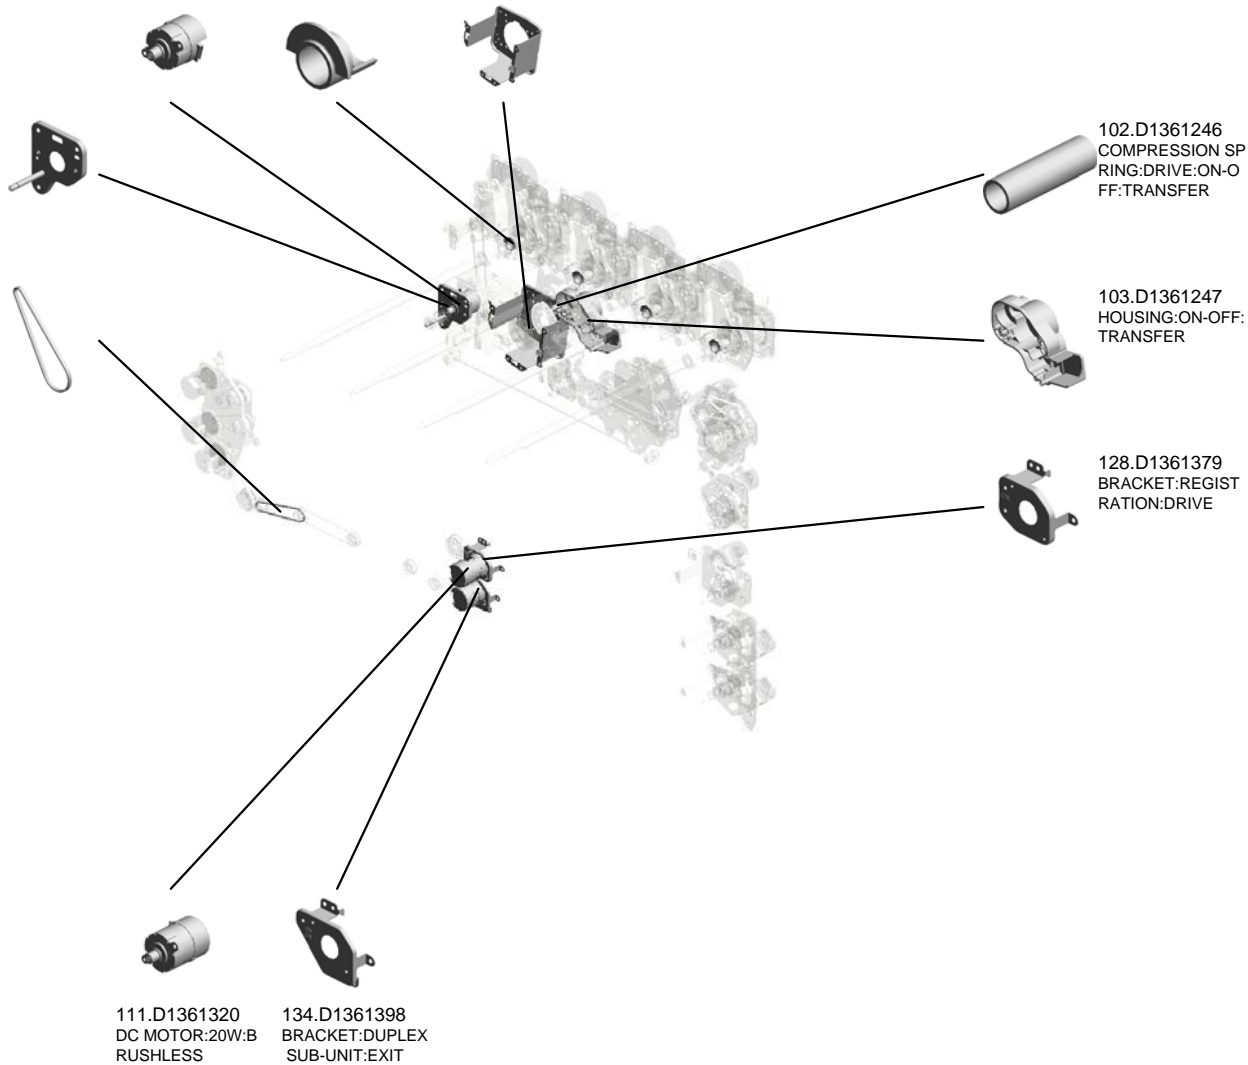 102.D1361246
COMPRESSION SP
RING:DRIVE:ON-O
FF:TRANSFER
103.D1361247
HOUSING:ON-OFF:
TRANSFER
128.D1361379
BRACKET:REGIST
RATION:DRIVE
111.D1361320
DC MOTOR:20W:B
RUSHLESS
134.D1361398
BRACKET:DUPLEX
SUB-UNIT:EXIT